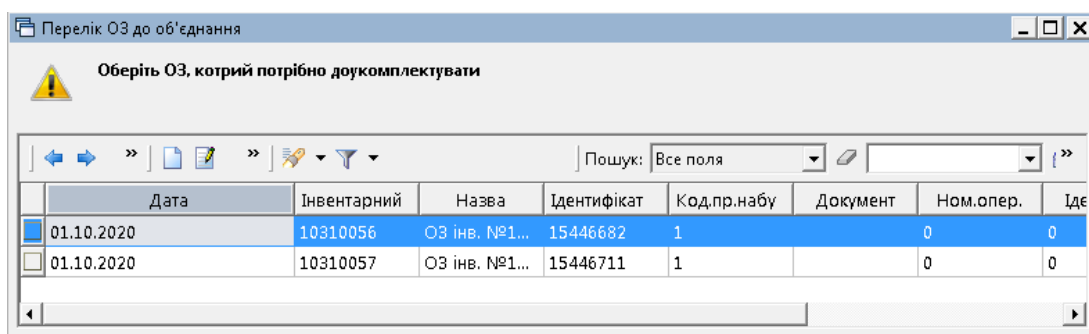 Перелік ОЗ до об'єднання
Оберіть ОЗ, котрий потрібно доукомплектувати
Пошук: Все поля
Дата Інвентарний Назва Ідентифікат Код.пр.набу Документ Ном.опер. Іде
01.10.2020 10310056 ОЗ інв. №1... 15446682 1 0 0
01.10.2020 10310057 ОЗ інв. №1... 15446711 1 0 0